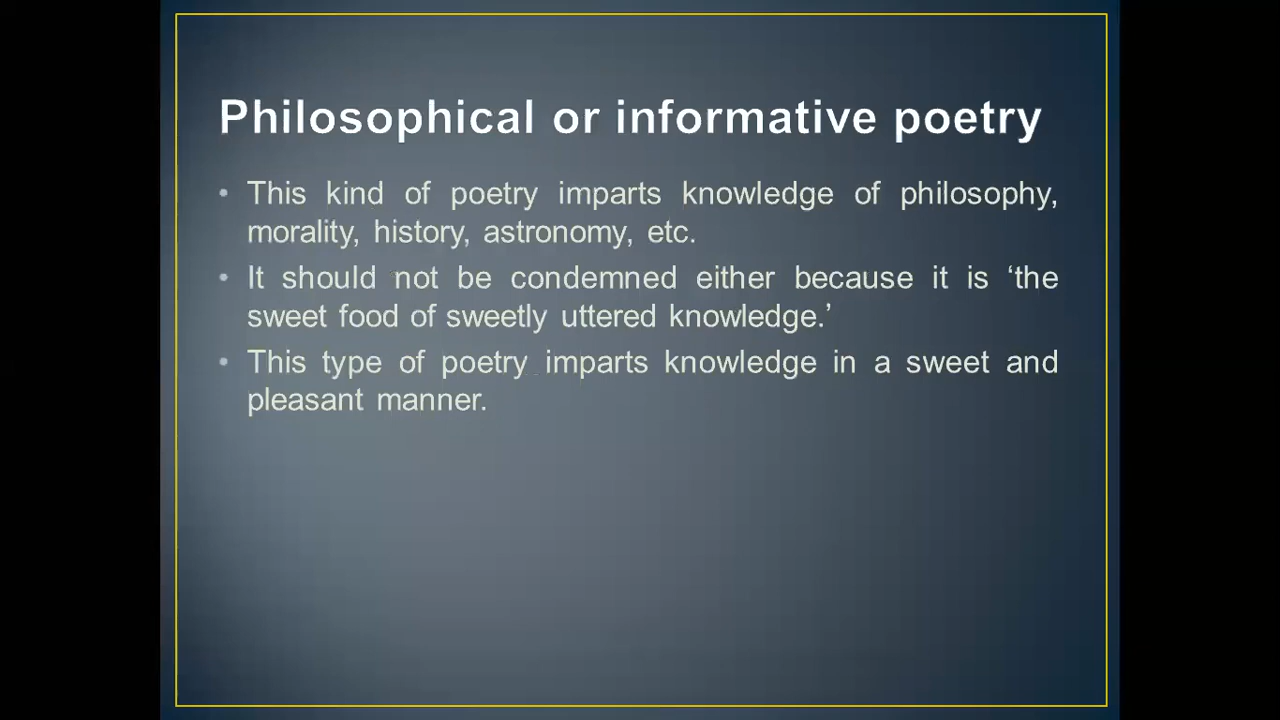 Philosophical or informative poetry
• This kind of poetry imparts knowledge of philosophy,
morality, history, astronomy, etc.
• It should not be condemned either because it is ‘the
sweet food of sweetly uttered knowledge.’
• This type of poetry imparts knowledge in a sweet and
pleasant manner.